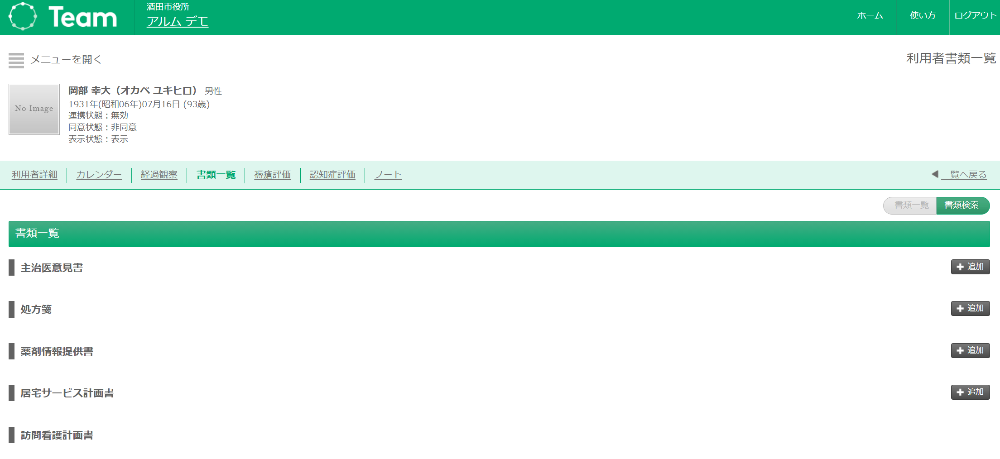 Team
酒田市役所
アルム デモ
ホーム
使い方
ログアウト
メニューを開く
利用者書類一覧
No Image
岡部 幸大（オカベ ユキヒロ） 男性
1931年(昭和06年)07月16日 (93歳)
連携状態：無効
同意状態：非同意
表示状態：表示
利用者詳細
カレンダー
経過観察
書類一覧
褥瘡評価
認知症評価
ノート
一覧へ戻る
書類一覧
書類検索
書類一覧
主治医意見書
追加
処方箋
追加
薬剤情報提供書
追加
居宅サービス計画書
追加
訪問看護計画書